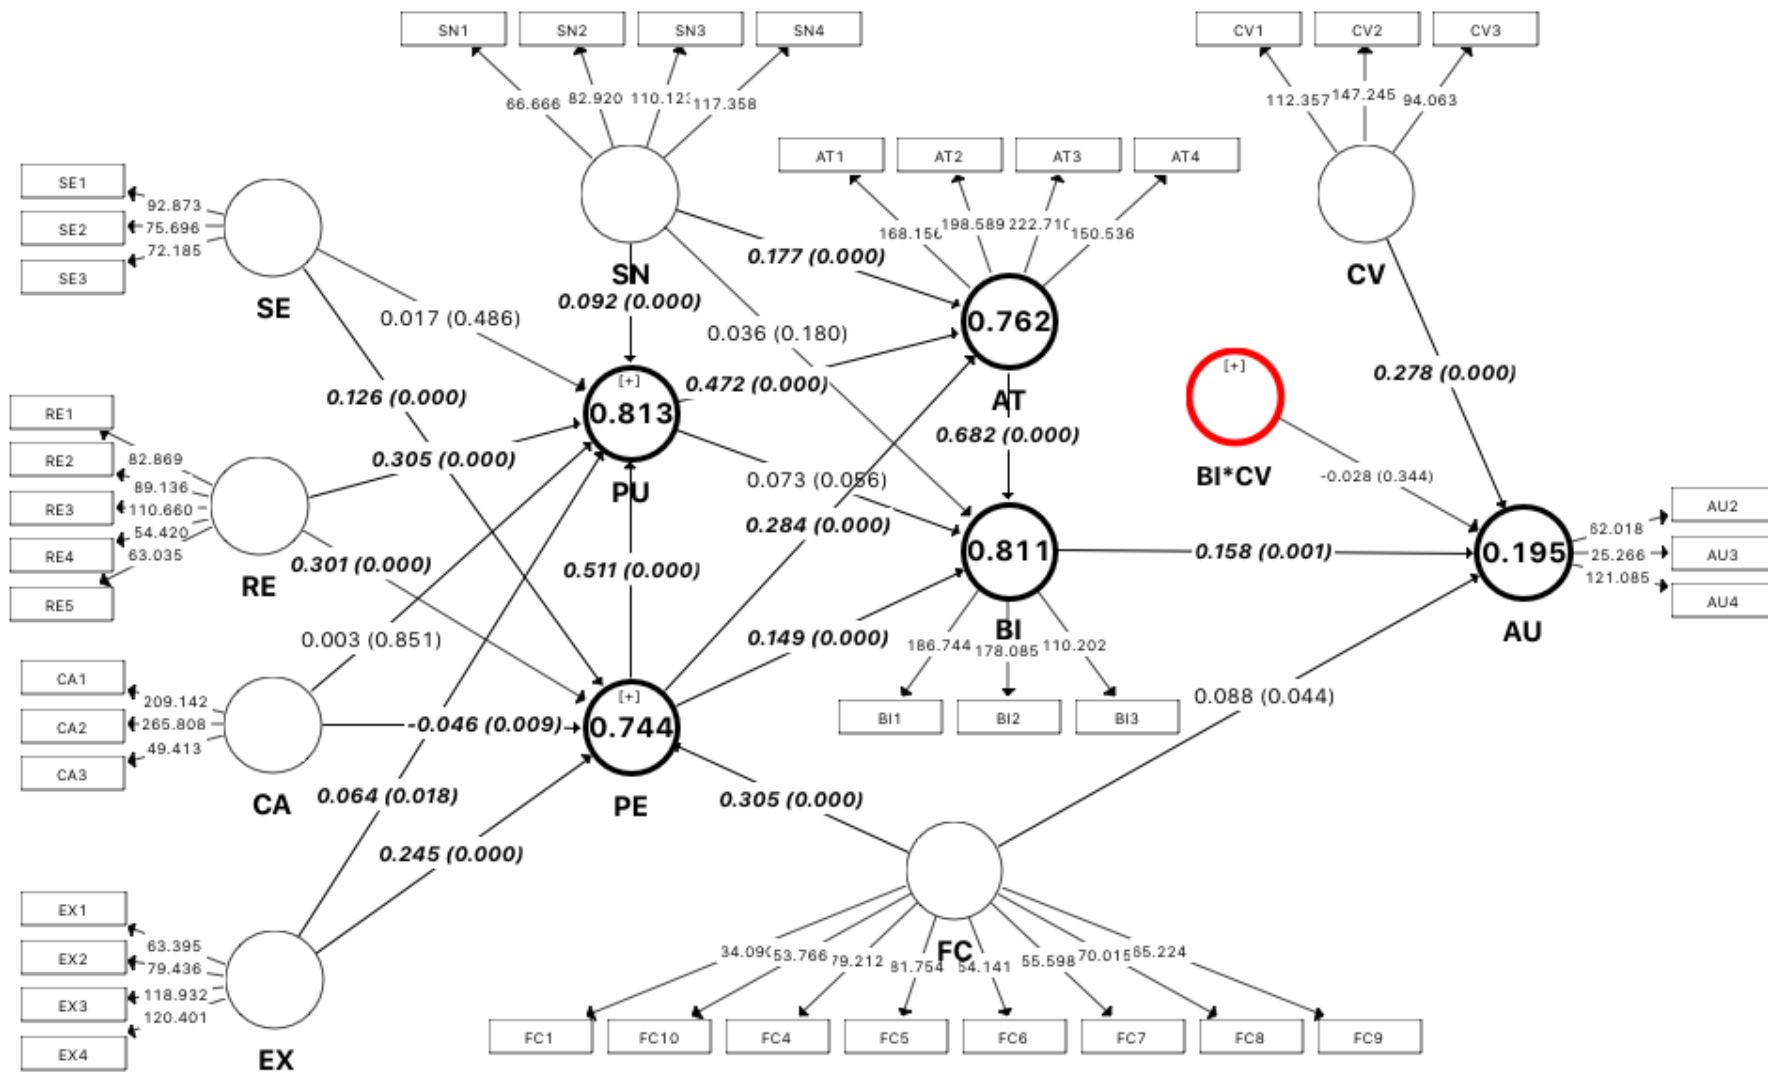 SN1 SN2 SN3 SN4
CV1 CV2 CV3
66.666 82.920 117.358
112.357 147.245 94.063
AT1 AT2 AT3 AT4
168.156 198.589 150.536
SE1
SE2
SE3
92.873
75.696
72.185
SE
SN
CV
0.177 (0.000)
0.092 (0.000)
0.017 (0.486)
0.036 (0.180)
0.762
AT
[+]
BI*CV
0.278 (0.000)
0.126 (0.000)
0.472 (0.000)
[+]
0.813
PU
0.682 (0.000)
RE1
RE2
RE3
RE4
RE5
82.869
89.136
110.660
54.420
63.035
RE
0.305 (0.000)
0.073 (0.056)
-0.028 (0.344)
0.284 (0.000)
0.301 (0.000)
0.511 (0.000)
0.811
BI
0.158 (0.001)
0.195
AU
62.018
25.266
121.085
AU2
AU3
AU4
0.003 (0.851)
0.149 (0.000)
186.744 178.085 110.202
BI1 BI2 BI3
0.088 (0.044)
CA1
CA2
CA3
209.142
265.808
49.413
CA
-0.046 (0.009)
[+]
0.744
PE
0.064 (0.018)
0.305 (0.000)
0.245 (0.000)
EX1
EX2
EX3
EX4
63.395
79.436
118.932
120.401
EX
FC
53.766 79.212 81.754 54.141 55.598 70.015 65.224
FC1 FC10 FC4 FC5 FC6 FC7 FC8 FC9